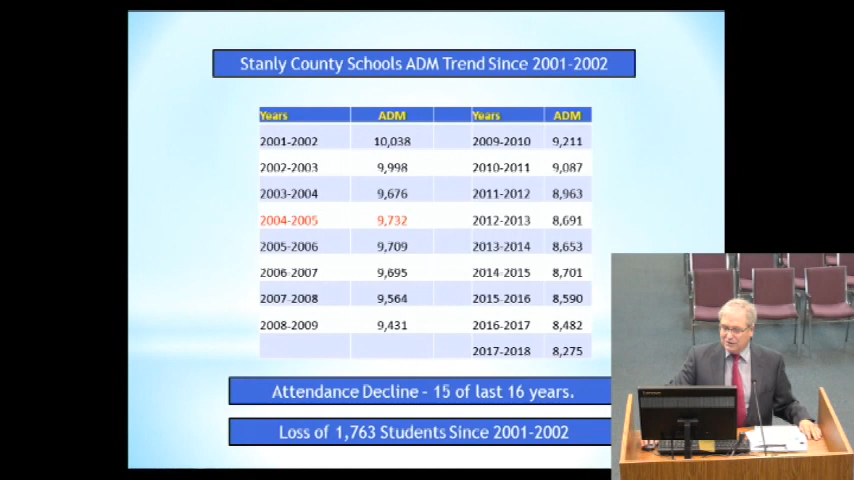 Stanly County Schools ADM Trend Since 2001-2002
Years ADM Years ADM
2001-2002 10,038 2009-2010 9,211
2002-2003 9,998 2010-2011 9,087
2003-2004 9,676 2011-2012 8,963
2004-2005 9,732 2012-2013 8,691
2005-2006 9,709 2013-2014 8,653
2006-2007 9,695 2014-2015 8,701
2007-2008 9,564 2015-2016 8,590
2008-2009 9,431 2016-2017 8,482
2017-2018 8,275
Attendance Decline - 15 of last 16 years.
Loss of 1,763 Students Since 2001-2002